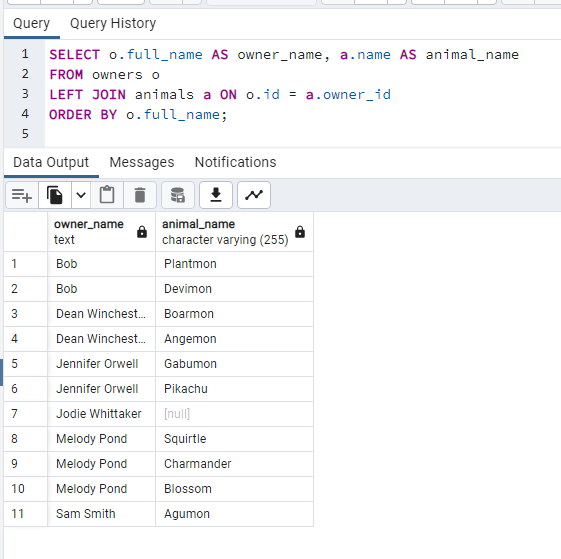 Query Query History
1 SELECT o.full_name AS owner_name, a.name AS animal_name
2 FROM owners o
3 LEFT JOIN animals a ON o.id = a.owner_id
4 ORDER BY o.full_name;
5
Data Output Messages Notifications
owner_name animal_name
text character varying (255)
1 Bob Plantmon
2 Bob Devimon
3 Dean Winchest... Boarmon
4 Dean Winchest... Angemon
5 Jennifer Orwell Gabumon
6 Jennifer Orwell Pikachu
7 Jodie Whittaker [null]
8 Melody Pond Squirtle
9 Melody Pond Charmander
10 Melody Pond Blossom
11 Sam Smith Agumon